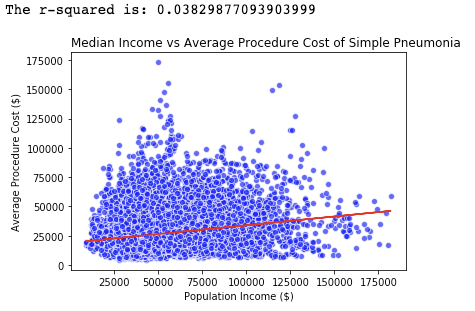 The r-squared is: 0.03829877093903999
Median Income vs Average Procedure Cost of Simple Pneumonia
Average Procedure Cost ($)
175000
150000
125000
100000
75000
50000
25000
0
25000 50000 75000 100000 125000 150000 175000
Population Income ($)